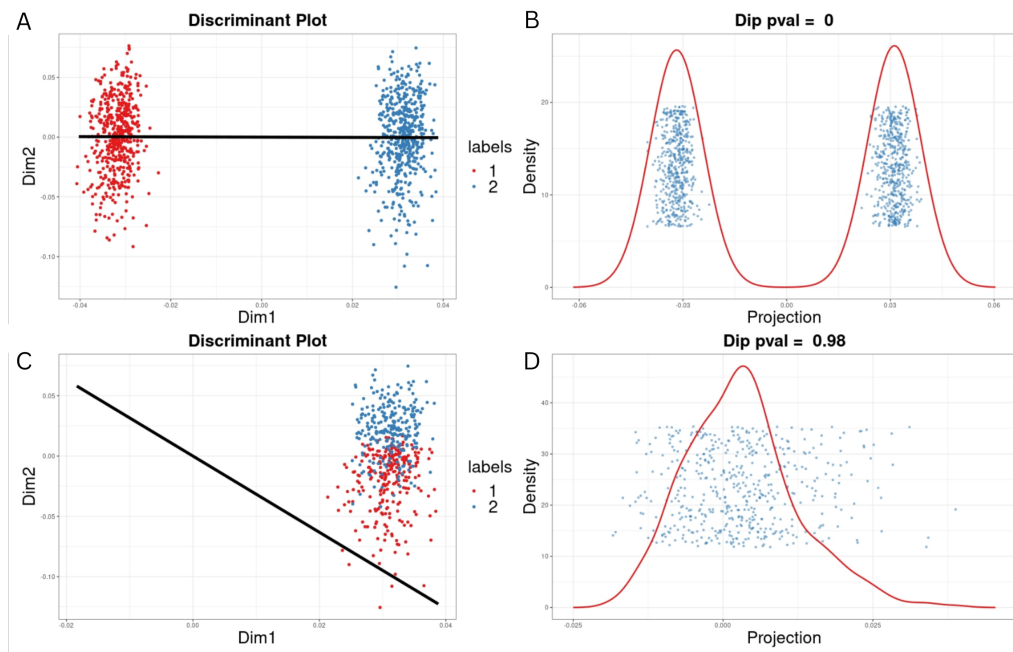 A
Discriminant Plot
Dim2
0.05
0.00
-0.05
-0.10
-0.04
-0.02
0.00
0.02
0.04
Dim1
labels
1
2
B
Dip pval = 0
Density
20
10
0
-0.06
-0.03
0.00
0.03
0.06
Projection
C
Discriminant Plot
Dim2
0.05
0.00
-0.05
-0.10
-0.02
0.00
0.02
0.04
Dim1
labels
1
2
D
Dip pval = 0.98
Density
40
30
20
10
0
-0.025
0.000
0.025
Projection